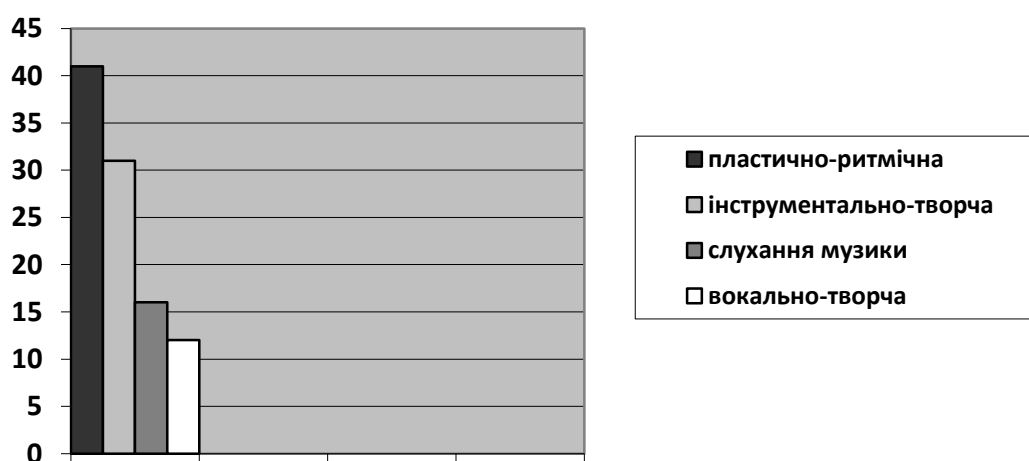 45
40
35
30
25
20
15
10
5
0
пластично-ритмічна
інструментально-творча
слухання музики
вокально-творча